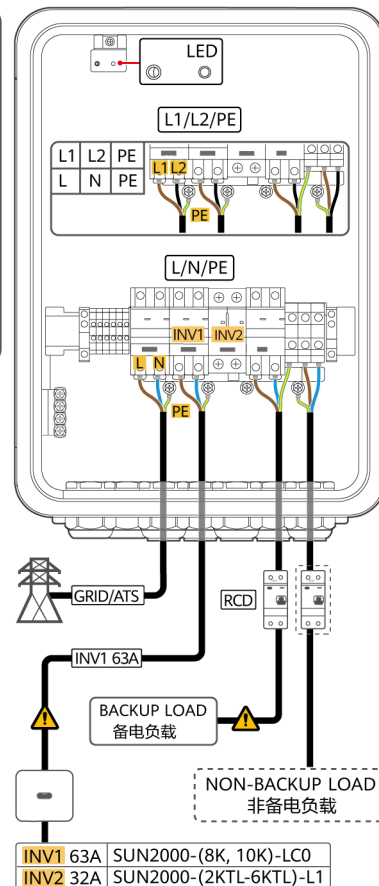 LED
L1/L2/PE
L1 L2 PE
L N PE
L1 L2
PE
L/N/PE
INV1 INV2
L N
PE
GRID/ATS
RCD
INV1 63A
BACKUP LOAD
备电负载
NON-BACKUP LOAD
非备电负载
INV1 63A SUN2000-(8K, 10K)-LC0
INV2 32A SUN2000-(2KTL-6KTL)-L1